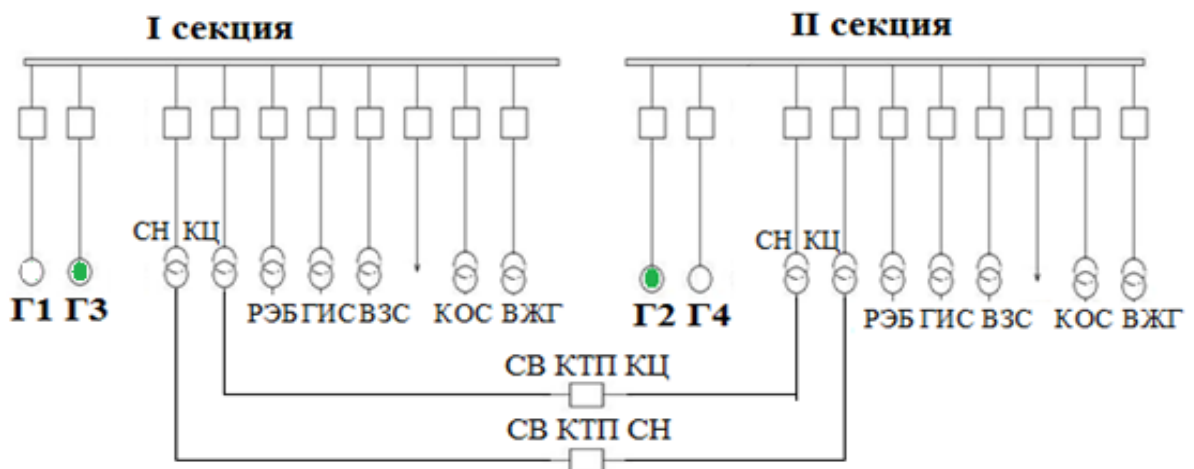 I секция
II секция
СН КЦ
СН КЦ
Г1 Г3
РЭБ ГИС ВЗС КОС ВЖГ
Г2 Г4
РЭБ ГИС ВЗС КОС ВЖГ
СВ КТП КЦ
СВ КТП СН